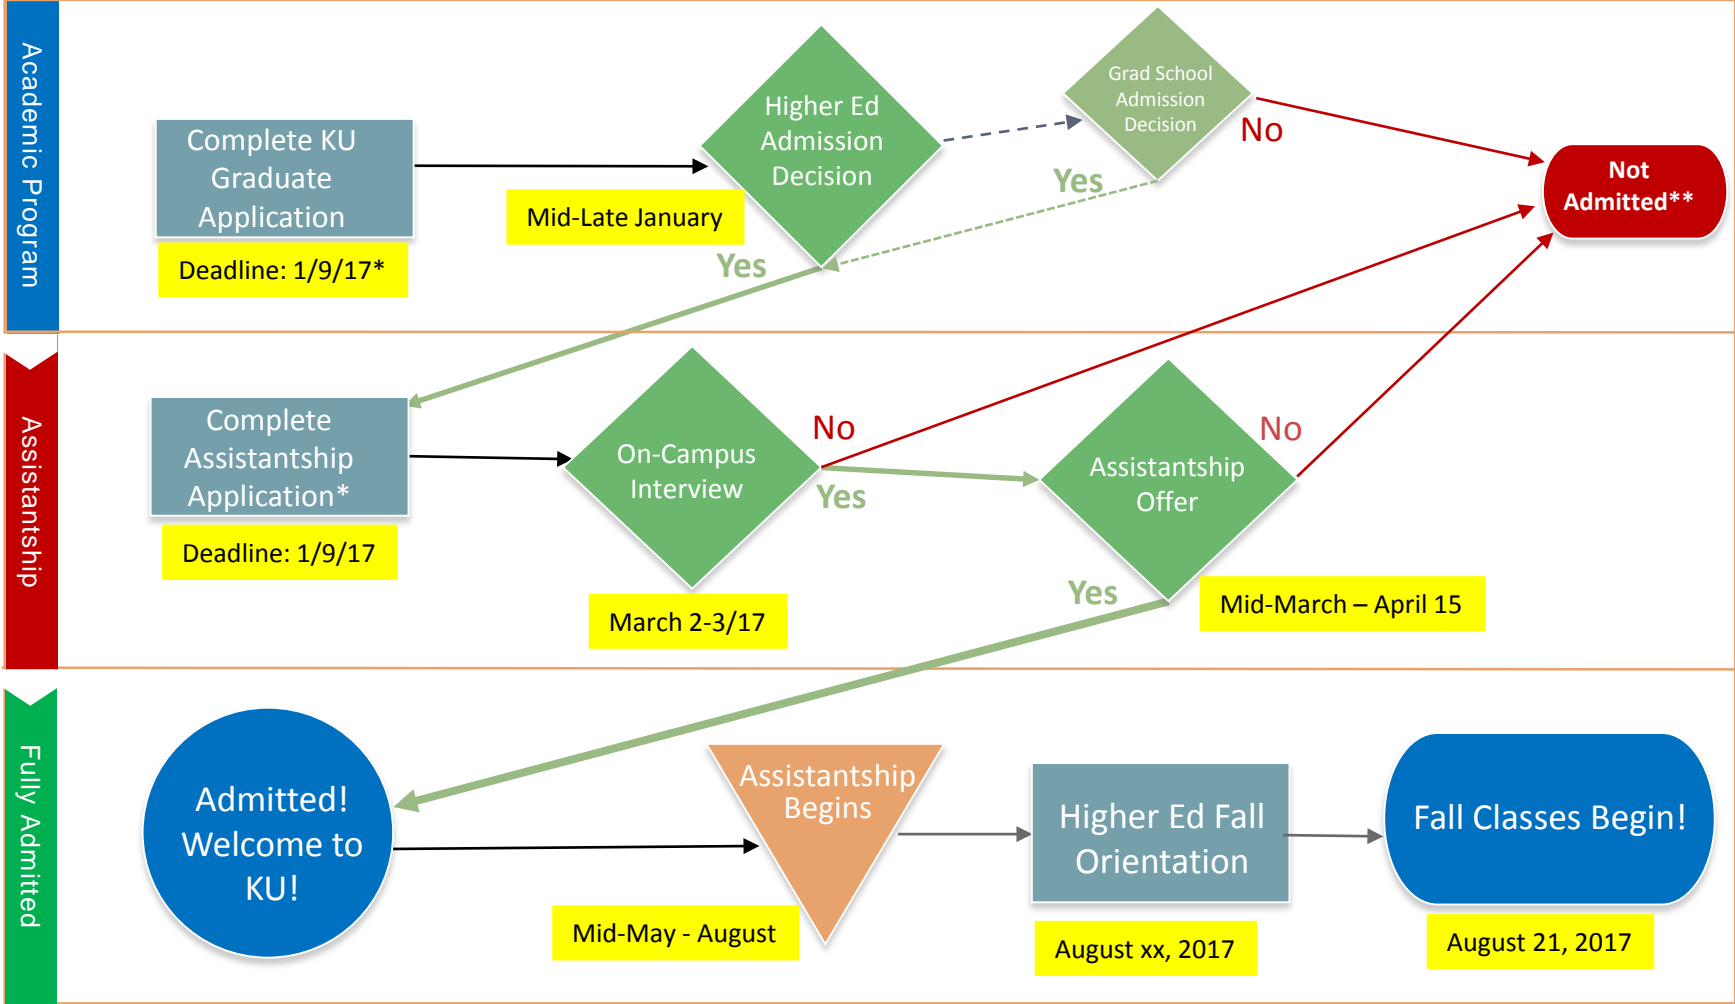 Academic Program
Complete KU
Graduate
Application
Deadline: 1/9/17*
Mid-Late January
Higher Ed
Admission
Decision
Yes
Grad School
Admission
Decision
Yes
No
Not
Admitted**
Assistantship
Complete
Assistantship
Application*
Deadline: 1/9/17
On-Campus
Interview
March 2-3/17
No
Yes
Assistantship
Offer
No
Yes
Mid-March – April 15
Fully Admitted
Admitted!
Welcome to
KU!
Assistantship
Begins
Mid-May - August
Higher Ed Fall
Orientation
August xx, 2017
Fall Classes Begin!
August 21, 2017